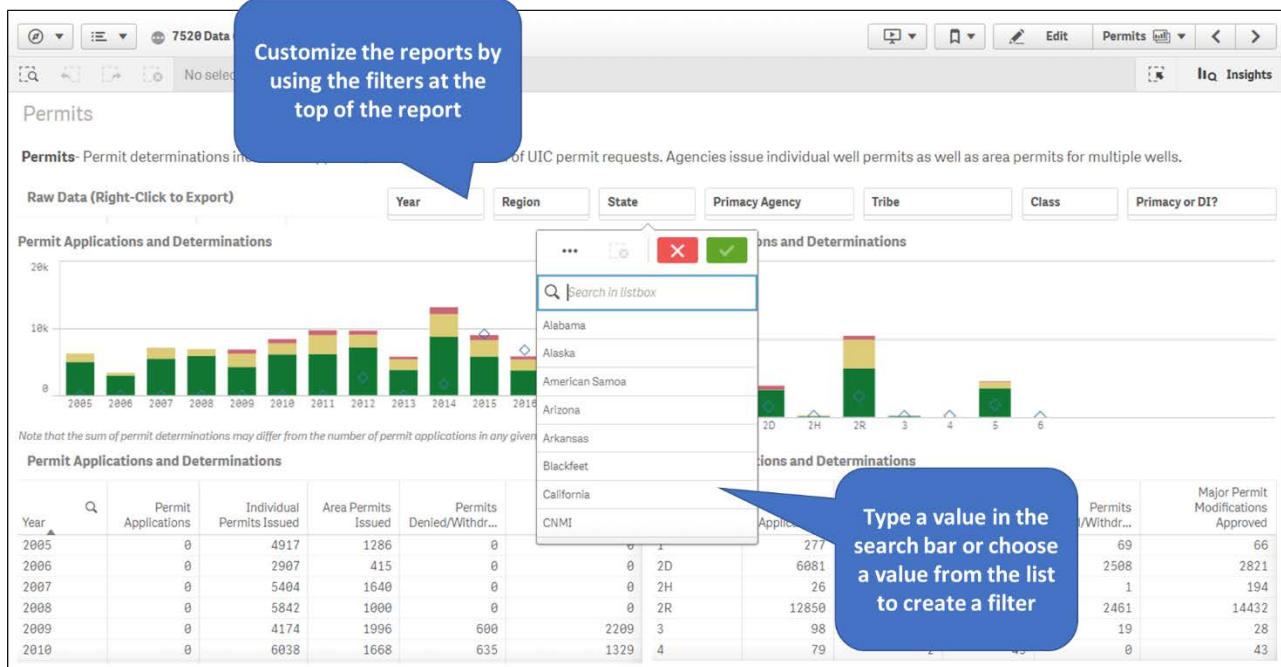 7520 Data
Edit
Permits
No selec
Insights
Customize the reports by
using the filters at the
top of the report
Permits
Permits- Permit determinations in
of UIC permit requests. Agencies issue individual well permits as well as area permits for multiple wells.
Raw Data (Right-Click to Export)
Year
Region
State
Primacy Agency
Tribe
Class
Primacy or DI?
Permit Applications and Determinations
ons and Determinations
20k
10k
0
2005 2006 2007 2008 2009 2010 2011 2012 2013 2014 2015 2016
2D 2H 2R 3 4 5 6
Search in listbox
Alabama
Alaska
American Samoa
Arizona
Arkansas
Blackfeet
California
CNMI
Note that the sum of permit determinations may differ from the number of permit applications in any given
Permit Applications and Determinations
ions and Determinations
Year
Permit
Applications
Individual
Permits Issued
Area Permits
Issued
Permits
Denied/Withdr...
Applic
Permits
/Withdr...
Major Permit
Modifications
Approved
2005 0 4917 1286 0 0 1 277 69 66
2006 0 2907 415 0 0 2D 6081 2508 2821
2007 0 5404 1640 0 0 2H 26 1 194
2008 0 5842 1000 0 0 2R 12850 2461 14432
2009 0 4174 1996 600 2209 3 98 19 28
2010 0 6038 1668 635 1329 4 79 0 43
Type a value in the
search bar or choose
a value from the list
to create a filter